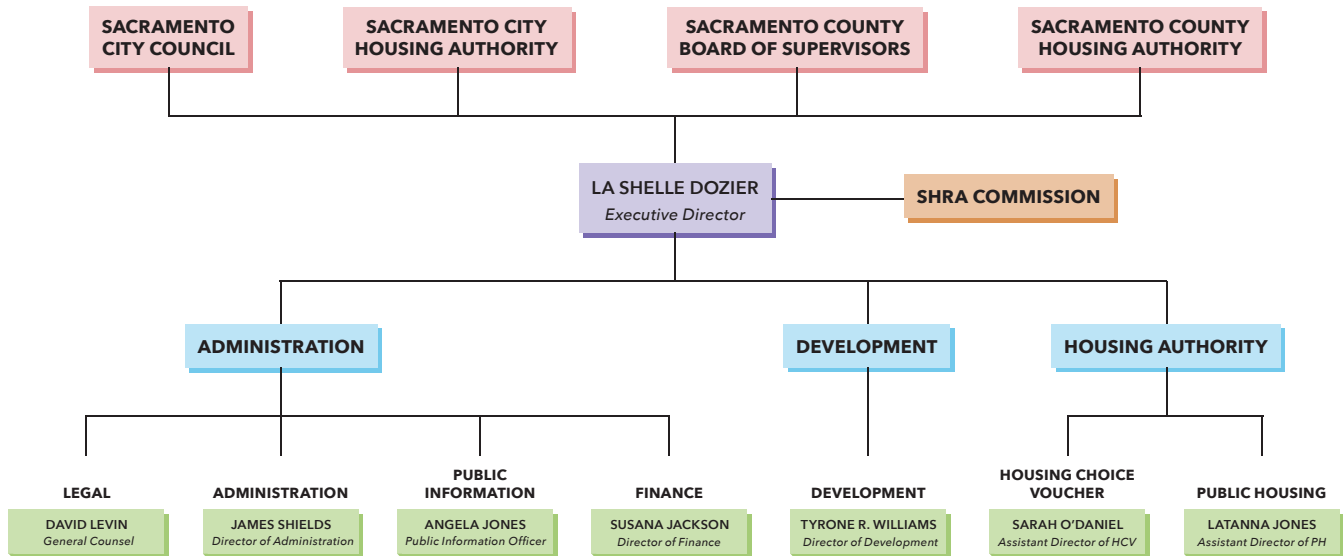 SACRAMENTO
CITY COUNCIL
SACRAMENTO CITY
HOUSING AUTHORITY
SACRAMENTO COUNTY
BOARD OF SUPERVISORS
SACRAMENTO COUNTY
HOUSING AUTHORITY
LA SHELLE DOZIER
Executive Director
SHRA COMMISSION
ADMINISTRATION
DEVELOPMENT
HOUSING AUTHORITY
LEGAL
DAVID LEVIN
General Counsel
ADMINISTRATION
JAMES SHIELDS
Director of Administration
PUBLIC
INFORMATION
ANGELA JONES
Public Information Officer
FINANCE
SUSANA JACKSON
Director of Finance
DEVELOPMENT
TYRONE R. WILLIAMS
Director of Development
HOUSING CHOICE
VOUCHER
SARAH O’DANIEL
Assistant Director of HCV
PUBLIC HOUSING
LATANNA JONES
Assistant Director of PH